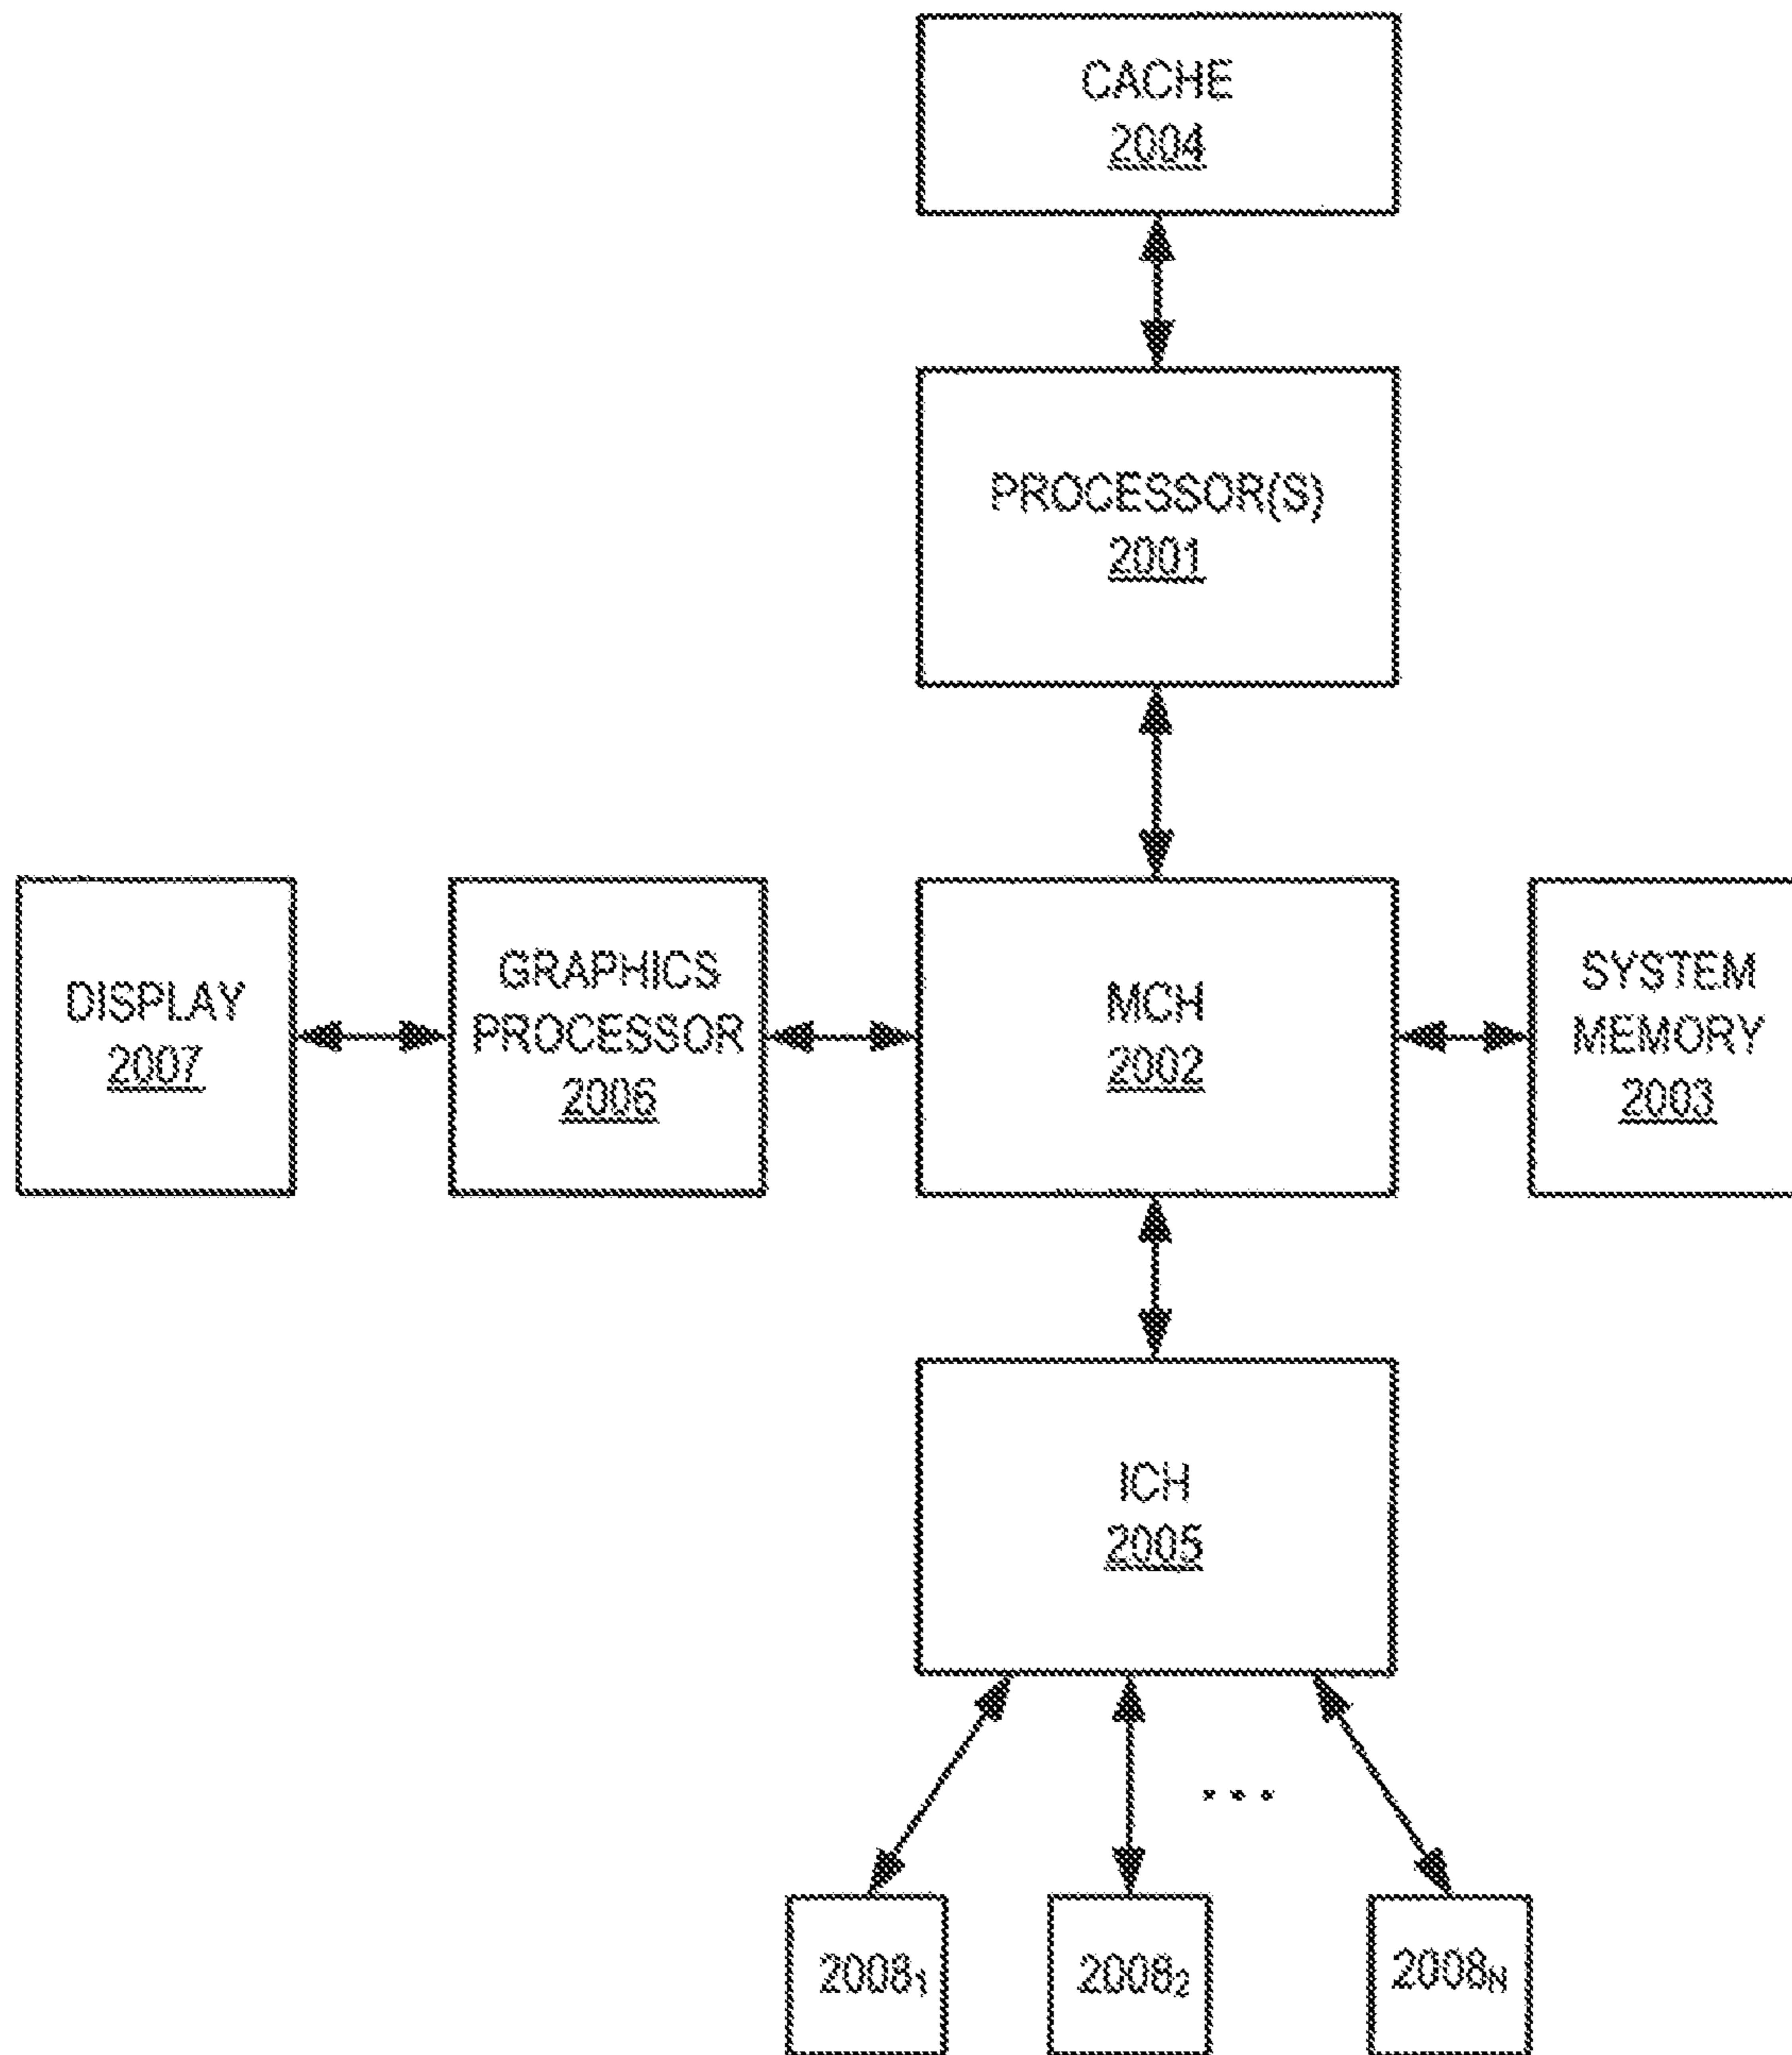 CACHE
2004
PROCESSOR(S)
2001
DISPLAY
2007
GRAPHICS
PROCESSOR
2006
MCH
2002
SYSTEM
MEMORY
2003
ICH
2005
. . .
2008₁
2008₂
2008N